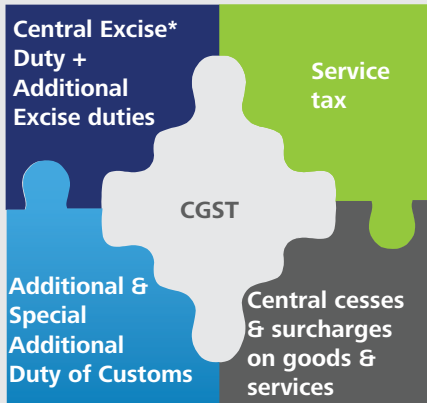 Central Excise*
Duty +
Additional
Excise duties
Service
tax
CGST
Additional &
Special
Additional
Duty of Customs
Central cesses
& surcharges
on goods &
services